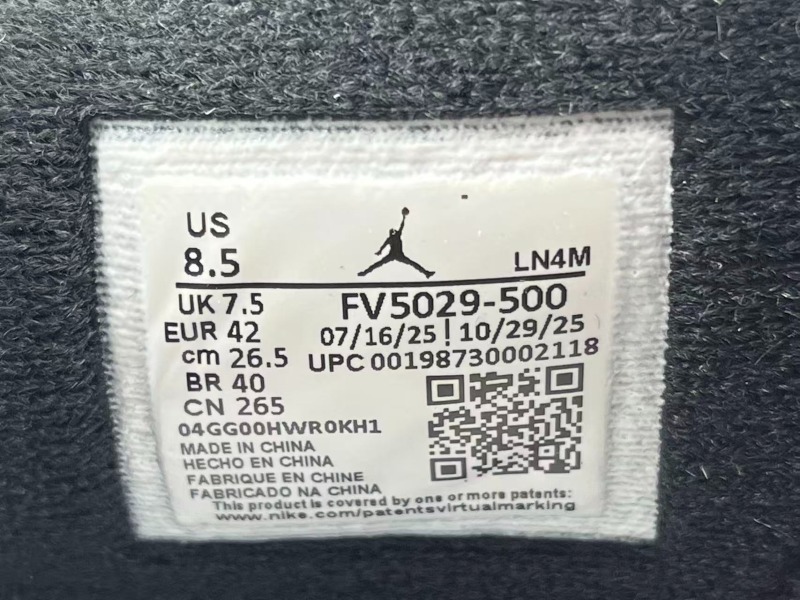 US
8.5
LN4M
UK 7.5
FV5029-500
EUR 42
07/16/25 | 10/29/25
cm 26.5
UPC 00198730002118
BR 40
CN 265
04GG00HWR0KH1
MADE IN CHINA
HECHO EN CHINA
FABRIQUE EN CHINE
FABRICADO NA CHINA
This product is covered by one or more patents:
www.nike.com/patentsvirtualmarking